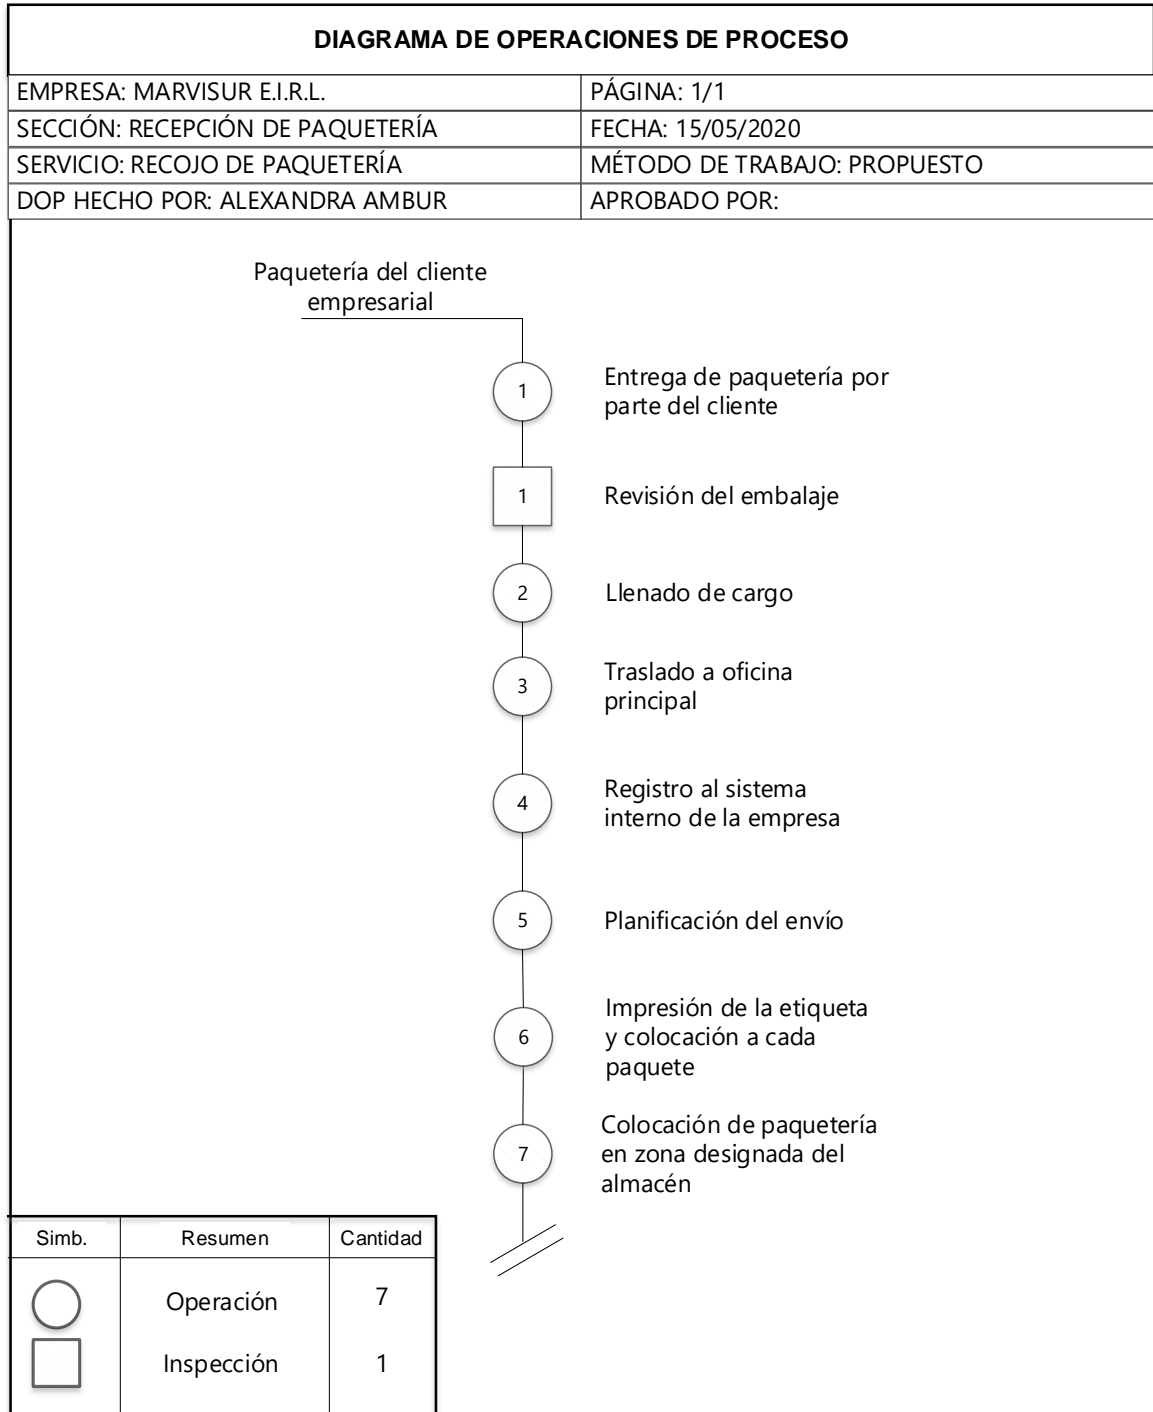 DIAGRAMA DE OPERACIONES DE PROCESO
EMPRESA: MARVISUR E.I.R.L.
PÁGINA: 1/1
SECCIÓN: RECEPCIÓN DE PAQUETERÍA
FECHA: 15/05/2020
SERVICIO: RECOJO DE PAQUETERÍA
MÉTODO DE TRABAJO: PROPUESTO
DOP HECHO POR: ALEXANDRA AMBUR
APROBADO POR:
Paquetería del cliente
empresarial
1
Entrega de paquetería por
parte del cliente
1
Revisión del embalaje
2
Llenado de cargo
3
Traslado a oficina
principal
4
Registro al sistema
interno de la empresa
5
Planificación del envío
6
Impresión de la etiqueta
y colocación a cada
paquete
7
Colocación de paquetería
en zona designada del
almacén
Simb.
Resumen
Cantidad
Operación
7
Inspección
1